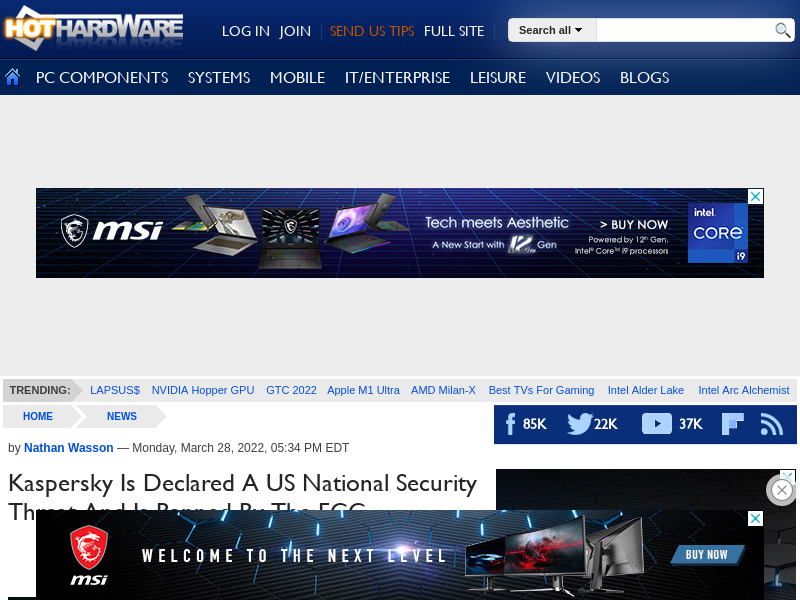 HOTHARDWARE
LOG IN JOIN SEND US TIPS FULL SITE Search all
PC COMPONENTS SYSTEMS MOBILE IT/ENTERPRISE LEISURE VIDEOS BLOGS
msi
Tech meets Aesthetic
A New Start with 12th Gen
> BUY NOW
Powered by 12th Gen.
Intel® Core™ i9 processors
intel.
CORE
i9
TRENDING: LAPSUS$ NVIDIA Hopper GPU GTC 2022 Apple M1 Ultra AMD Milan-X Best TVs For Gaming Intel Alder Lake Intel Arc Alchemist
HOME NEWS
85K 22K 37K
by Nathan Wasson — Monday, March 28, 2022, 05:34 PM EDT
Kaspersky Is Declared A US National Security
Threat And Is Banned By The FCC
msi
WELCOME TO THE NEXT LEVEL
BUY NOW